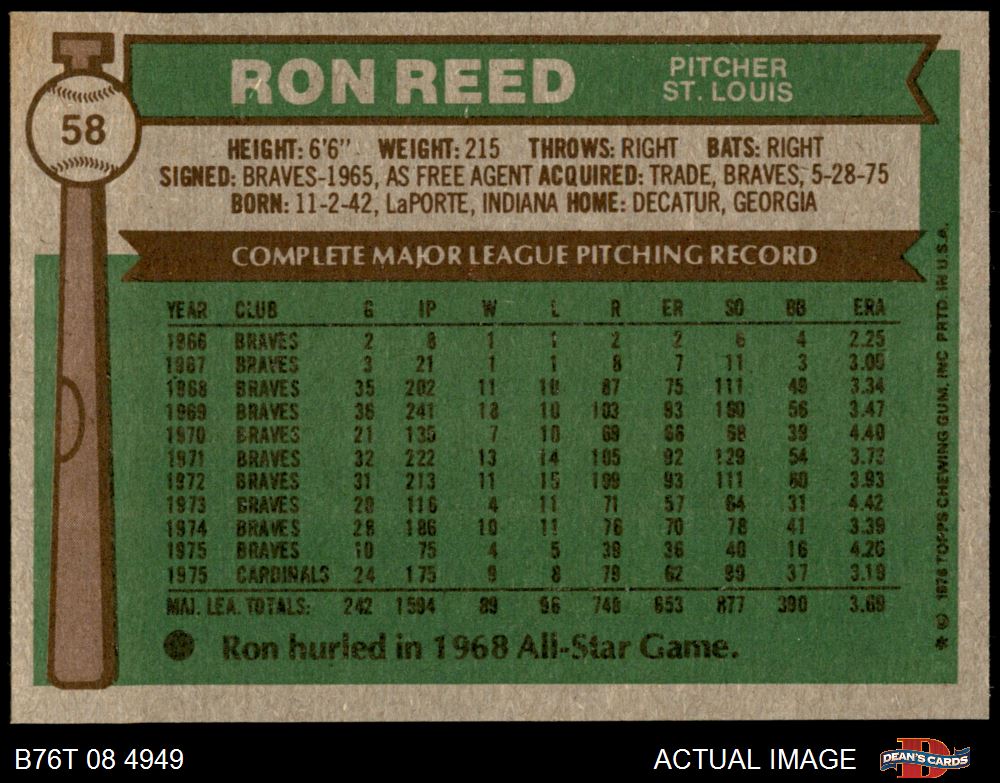 RON REED
PITCHER
ST. LOUIS
58
HEIGHT: 6'6" WEIGHT: 215 THROWS: RIGHT BATS: RIGHT
SIGNED: BRAVES-1965, AS FREE AGENT ACQUIRED: TRADE, BRAVES, 5-28-75
BORN: 11-2-42, LaPORTE, INDIANA HOME: DECATUR, GEORGIA
COMPLETE MAJOR LEAGUE PITCHING RECORD
YEAR CLUB G IP W L R ER SO BB ERA
1966 BRAVES 2 8 1 1 2 2 6 4 2.25
1967 BRAVES 3 21 1 1 8 7 11 3 3.00
1968 BRAVES 35 202 11 10 87 75 111 49 3.34
1969 BRAVES 36 241 18 10 103 93 160 56 3.47
1970 BRAVES 21 135 7 10 69 66 68 39 4.40
1971 BRAVES 32 222 13 14 105 92 129 54 3.73
1972 BRAVES 31 213 11 15 109 93 111 60 3.93
1973 BRAVES 20 116 4 11 71 57 64 31 4.42
1974 BRAVES 28 186 10 11 76 70 78 41 3.39
1975 BRAVES 10 75 4 5 39 36 40 16
1975 CARDINALS 24 175 9 8 79 62 99 37 3.19
MAJ. LEA. TOTALS: 242 1594 89 96 748 653 877 390 3.69
Ron hurled in 1968 All-Star Game.
* © 1976 TOPPS CHEWING GUM, INC. PRTD. IN U.S.A.
B76T 08 4949
ACTUAL IMAGE
DEAN'S CARDS